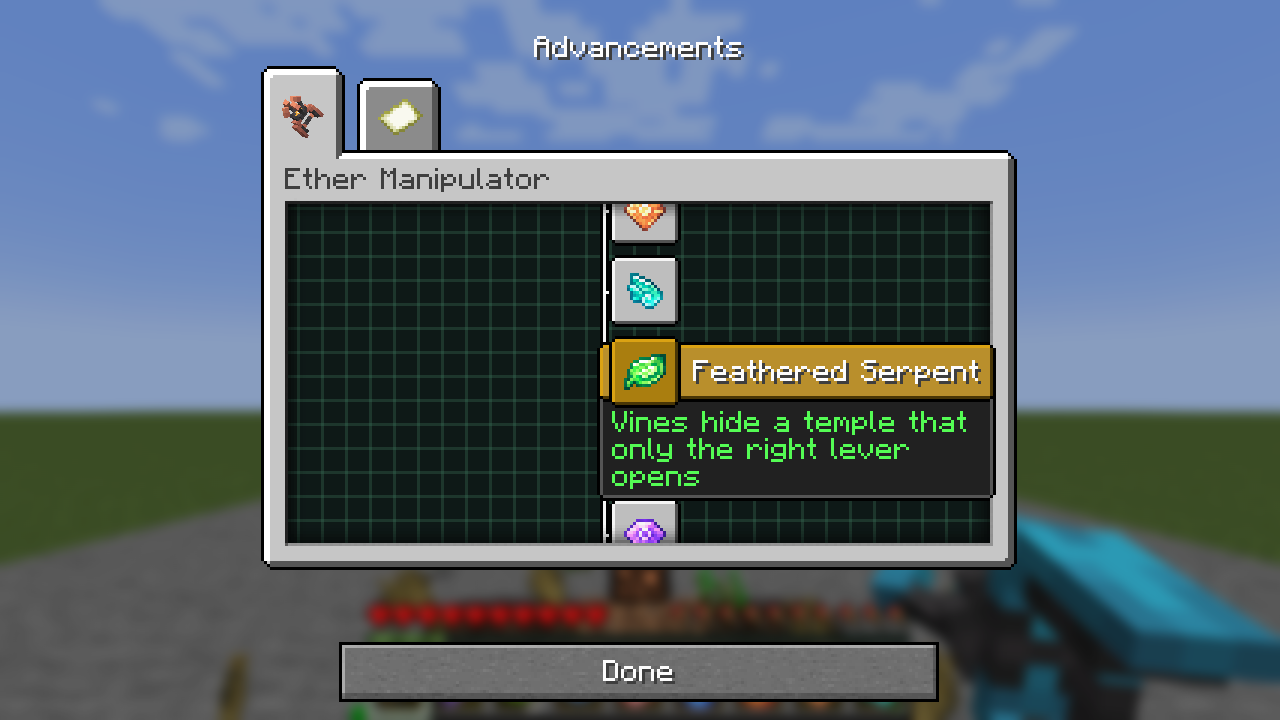 Advancements
Ether Manipulator
Feathered Serpent
Vines hide a temple that
only the right lever
opens
Done